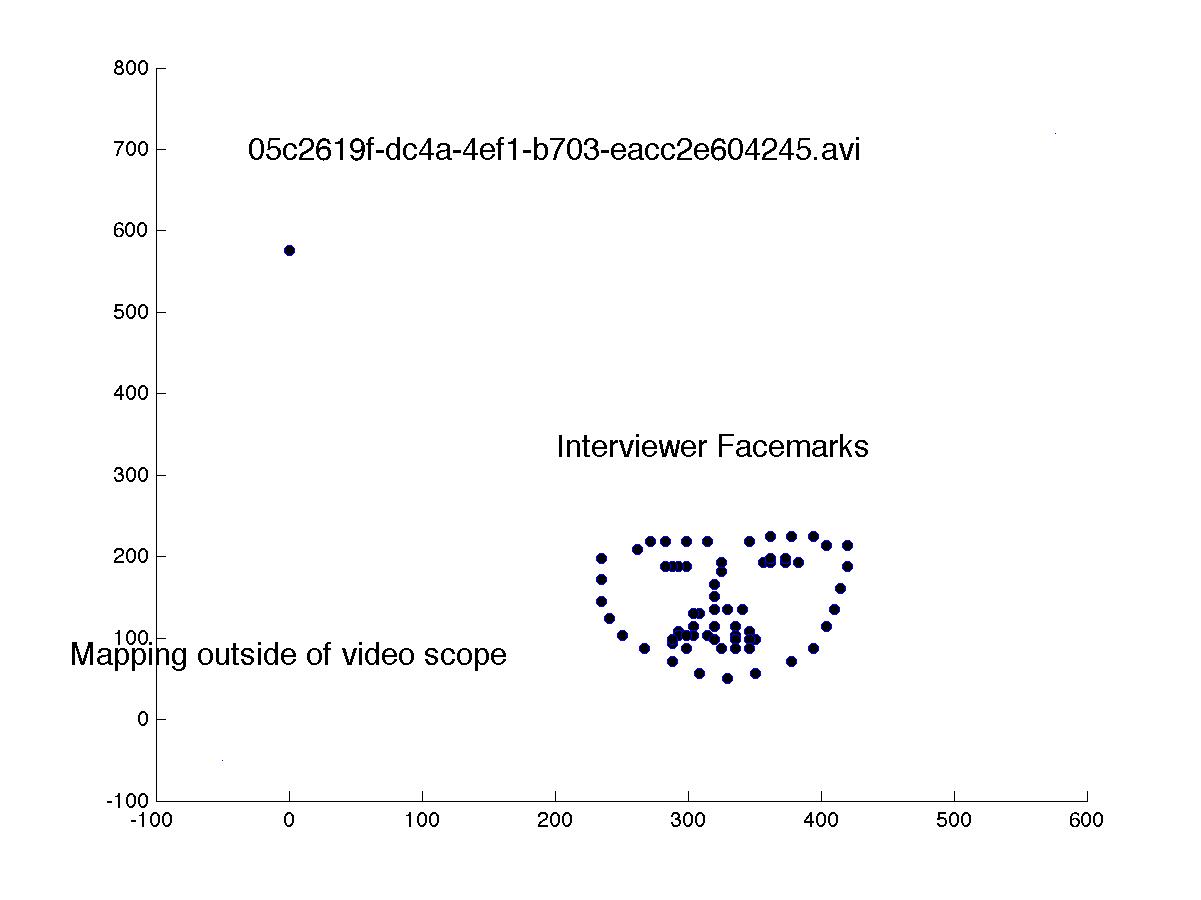 800
700
05c2619f-dc4a-4ef1-b703-eacc2e604245.avi
600
500
400
Interviewer Facemarks
300
200
100
Mapping outside of video scope
0
-100
-100 0 100 200 300 400 500 600